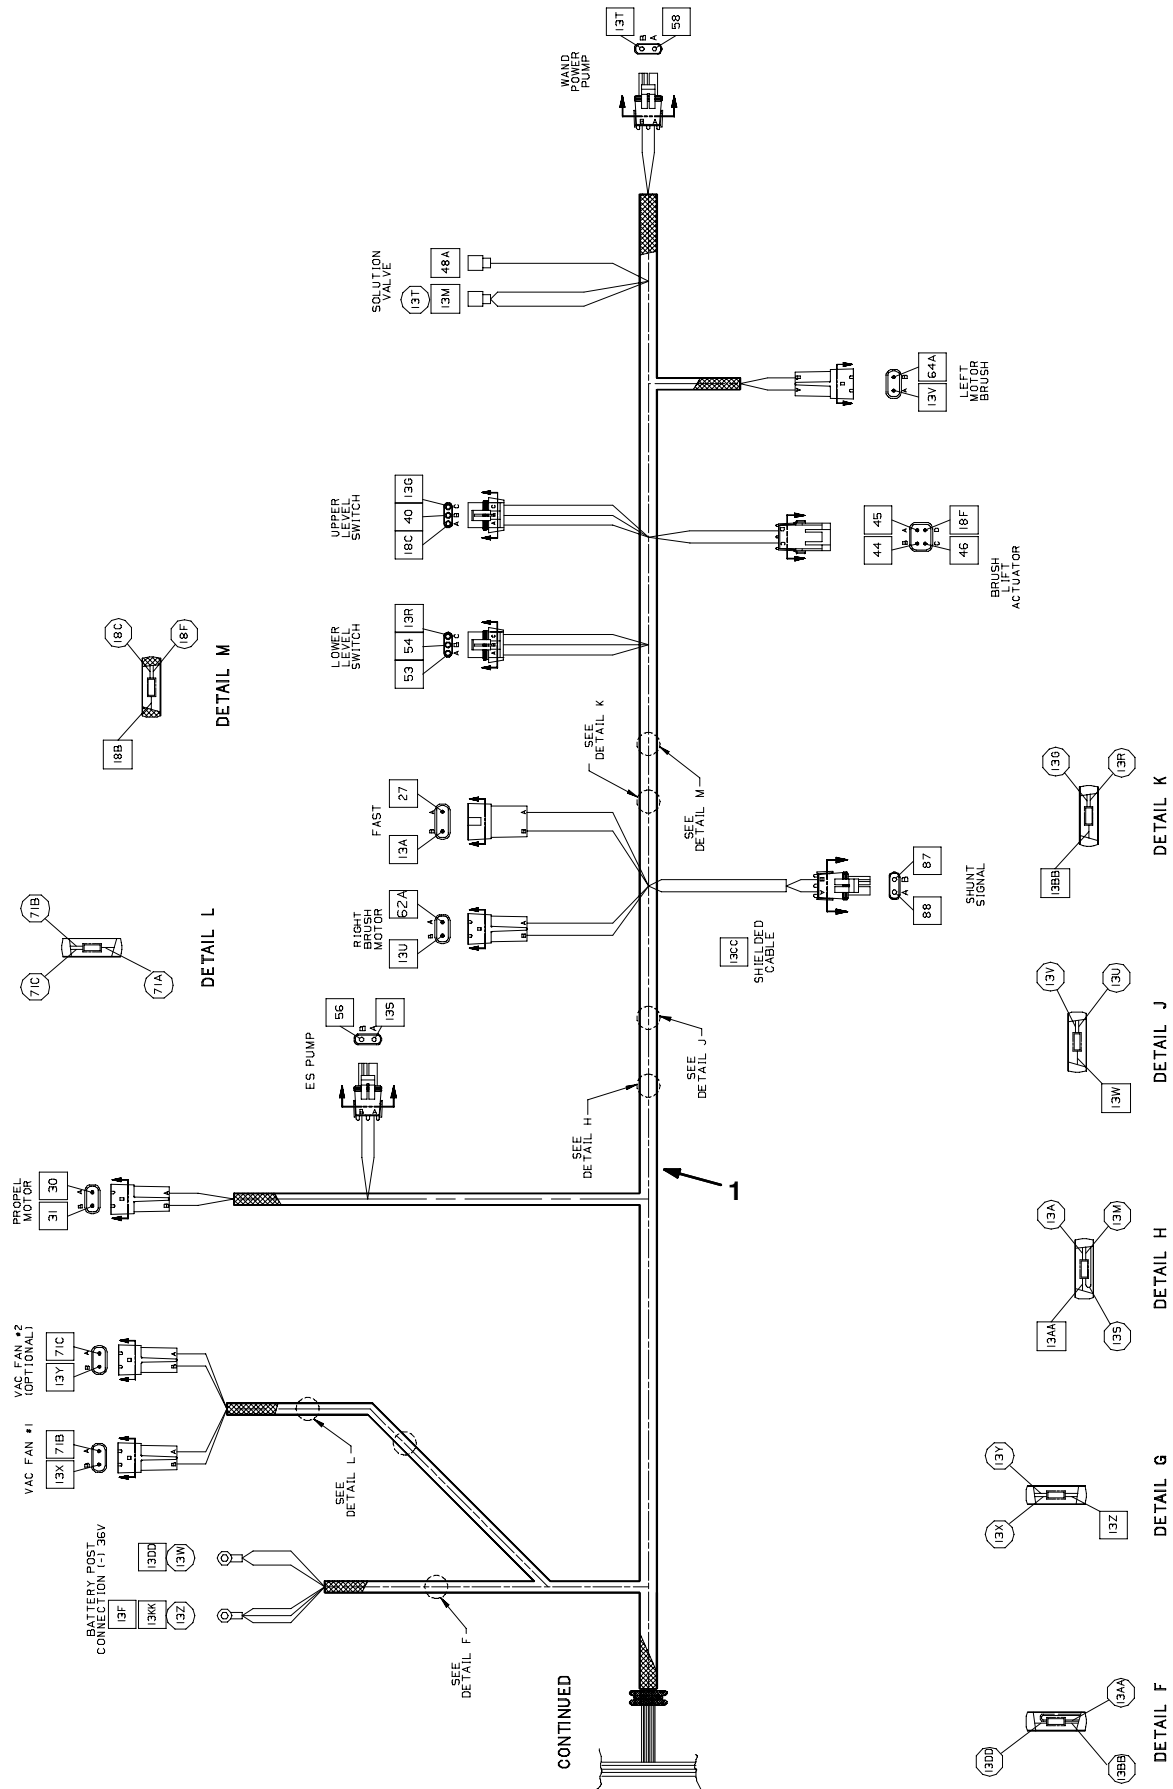 13T
58
B
A
WAND
POWER
PUMP
B
A
SOLUTION
VALVE
13T
13M
48A
UPPER
LEVEL
SWITCH
18C
40
13G
A B C
A B C
LOWER
LEVEL
SWITCH
53
54
13R
A B C
A B C
A
B
13V
64A
A
B
LEFT
MOTOR
BRUSH
45
44
A
B
D
C
18F
46
BRUSH
LIFT
ACTUATOR
18C
18F
18B
DETAIL M
71B
71C
71A
DETAIL L
FAST
13A
27
B
A
B
A
RIGHT
BRUSH
MOTOR
13U
62A
B
A
B
A
SEE
DETAIL K
SEE
DETAIL M
13CC
SHIELDED
CABLE
88
87
A
B
SHUNT
SIGNAL
ES PUMP
56
13S
B
A
B
A
SEE
DETAIL H
SEE
DETAIL J
1
PROPEL
MOTOR
31
30
B
A
B
A
VAC FAN #2
(OPTIONAL)
13Y
71C
B
A
B
A
VAC FAN #1
13X
71B
B
A
B
A
SEE
DETAIL L
BATTERY POST
CONNECTION (-) 36V
13F
13KK
13Z
13DD
13W
SEE
DETAIL F
CONTINUED
13DD
13BB
13AA
DETAIL F
13X
13Y
13Z
DETAIL G
13AA
13A
13M
13S
DETAIL H
13V
13U
13W
DETAIL J
13G
13R
13BB
DETAIL K